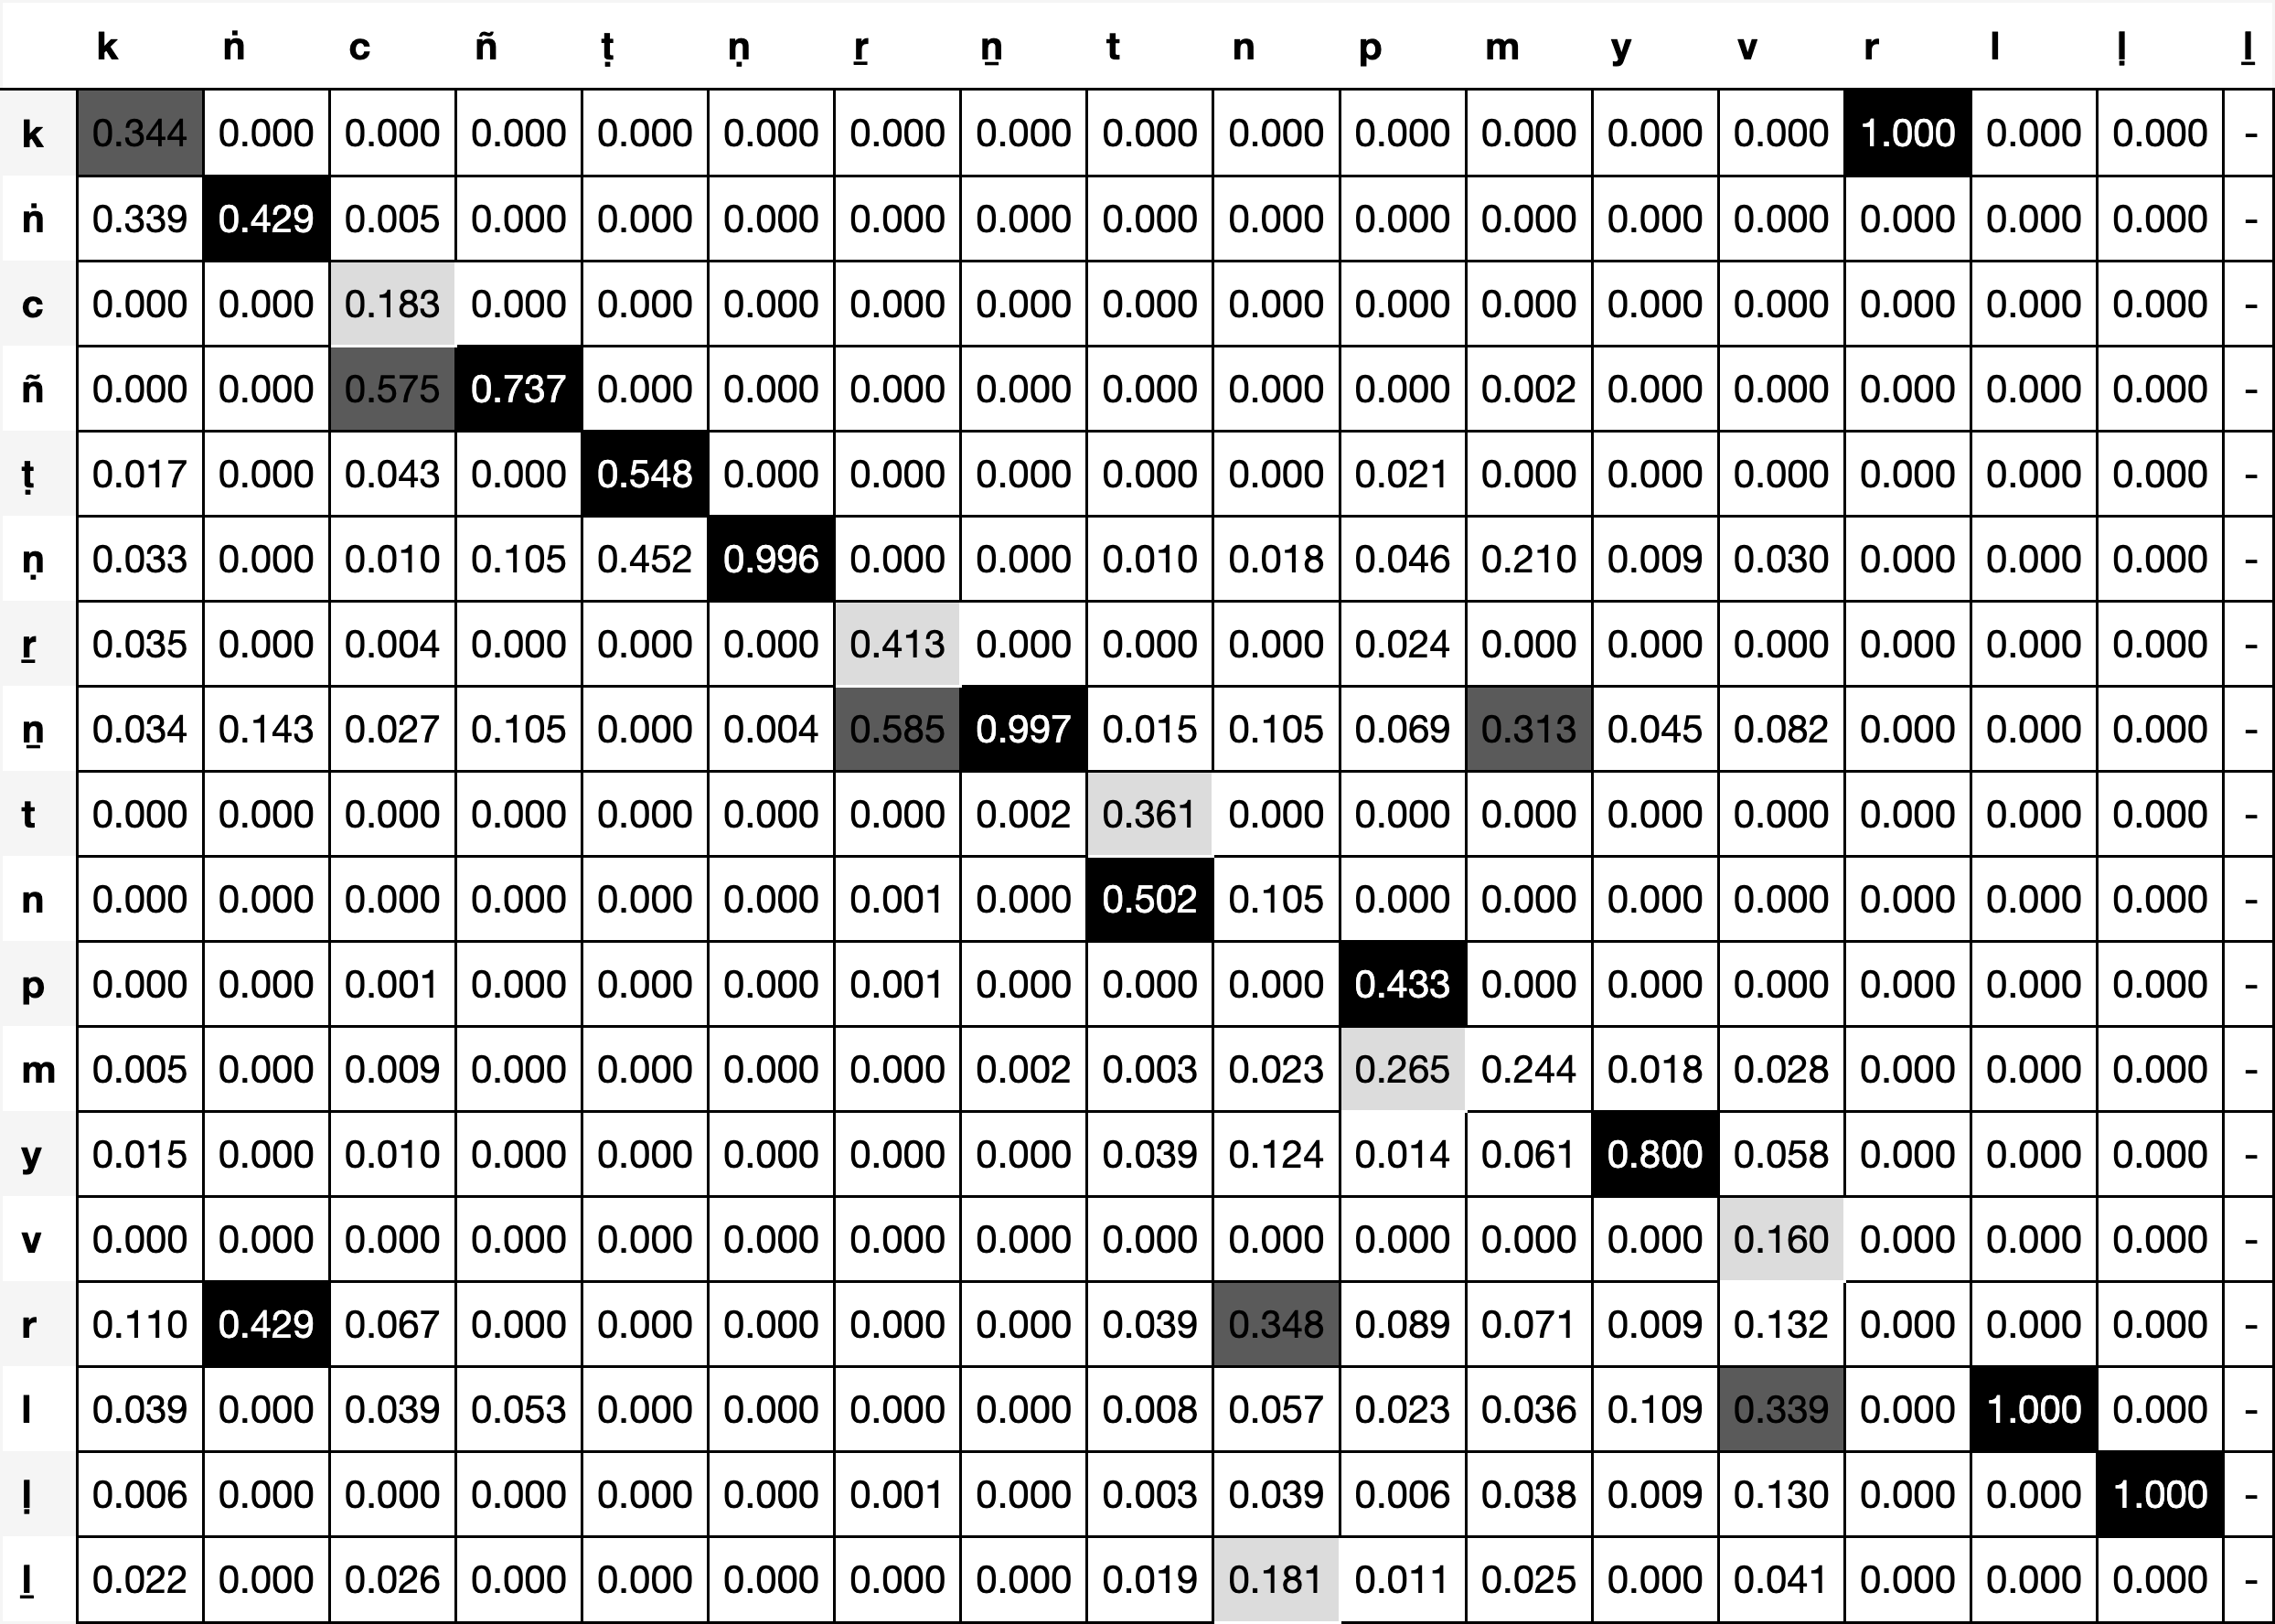 k ṅ c ñ ṭ ṇ ṟ ṉ t n p m y v r l ḷ ḻ
k 0.344 0.000 0.000 0.000 0.000 0.000 0.000 0.000 0.000 0.000 0.000 0.000 0.000 0.000 1.000 0.000 0.000 -
ṅ 0.339 0.429 0.005 0.000 0.000 0.000 0.000 0.000 0.000 0.000 0.000 0.000 0.000 0.000 0.000 0.000 0.000 -
c 0.000 0.000 0.183 0.000 0.000 0.000 0.000 0.000 0.000 0.000 0.000 0.000 0.000 0.000 0.000 0.000 0.000 -
ñ 0.000 0.000 0.575 0.737 0.000 0.000 0.000 0.000 0.000 0.000 0.000 0.002 0.000 0.000 0.000 0.000 0.000 -
ṭ 0.017 0.000 0.043 0.000 0.548 0.000 0.000 0.000 0.000 0.000 0.021 0.000 0.000 0.000 0.000 0.000 0.000 -
ṇ 0.033 0.000 0.010 0.105 0.452 0.996 0.000 0.000 0.010 0.018 0.046 0.210 0.009 0.030 0.000 0.000 0.000 -
ṟ 0.035 0.000 0.004 0.000 0.000 0.000 0.413 0.000 0.000 0.000 0.024 0.000 0.000 0.000 0.000 0.000 0.000 -
ṉ 0.034 0.143 0.027 0.105 0.000 0.004 0.585 0.997 0.015 0.105 0.069 0.313 0.045 0.082 0.000 0.000 0.000 -
t 0.000 0.000 0.000 0.000 0.000 0.000 0.000 0.002 0.361 0.000 0.000 0.000 0.000 0.000 0.000 0.000 0.000 -
n 0.000 0.000 0.000 0.000 0.000 0.000 0.001 0.000 0.502 0.105 0.000 0.000 0.000 0.000 0.000 0.000 0.000 -
p 0.000 0.000 0.001 0.000 0.000 0.000 0.001 0.000 0.000 0.000 0.433 0.000 0.000 0.000 0.000 0.000 0.000 -
m 0.005 0.000 0.009 0.000 0.000 0.000 0.000 0.002 0.003 0.023 0.265 0.244 0.018 0.028 0.000 0.000 0.000 -
y 0.015 0.000 0.010 0.000 0.000 0.000 0.000 0.000 0.039 0.124 0.014 0.061 0.800 0.058 0.000 0.000 0.000 -
v 0.000 0.000 0.000 0.000 0.000 0.000 0.000 0.000 0.000 0.000 0.000 0.000 0.000 0.160 0.000 0.000 0.000 -
r 0.110 0.429 0.067 0.000 0.000 0.000 0.000 0.000 0.039 0.348 0.089 0.071 0.009 0.132 0.000 0.000 0.000 -
l 0.039 0.000 0.039 0.053 0.000 0.000 0.000 0.000 0.008 0.057 0.023 0.036 0.109 0.339 0.000 1.000 0.000 -
ḷ 0.006 0.000 0.000 0.000 0.000 0.000 0.001 0.000 0.003 0.039 0.006 0.038 0.009 0.130 0.000 0.000 1.000 -
ḻ 0.022 0.000 0.026 0.000 0.000 0.000 0.000 0.000 0.019 0.181 0.011 0.025 0.000 0.041 0.000 0.000 0.000 -